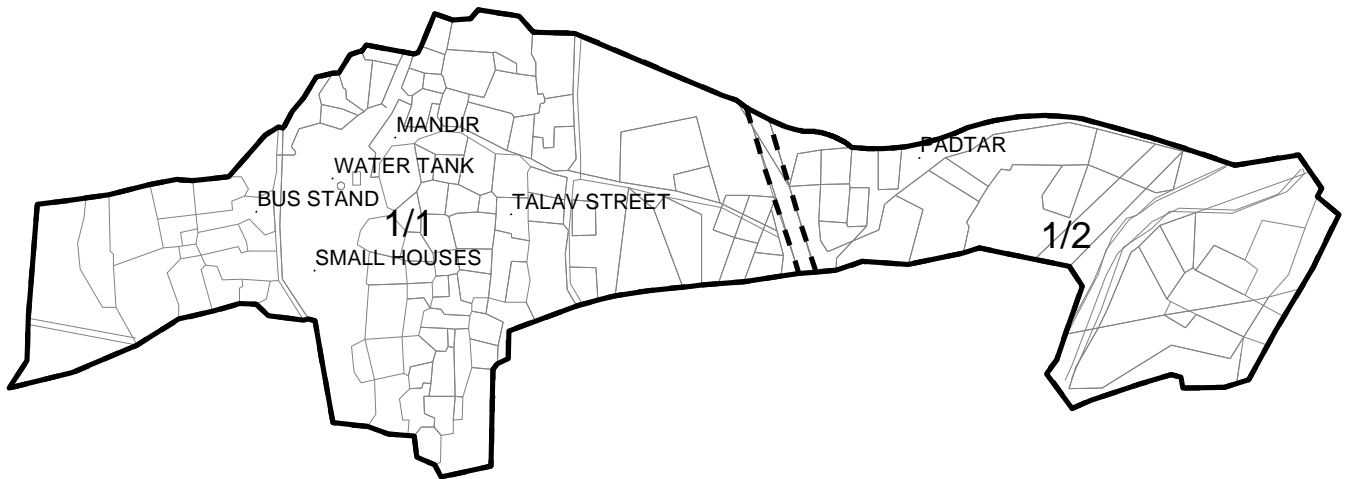 MANDIR
PADTAR
WATER TANK
BUS STAND
TALAV STREET
1/1
1/2
SMALL HOUSES